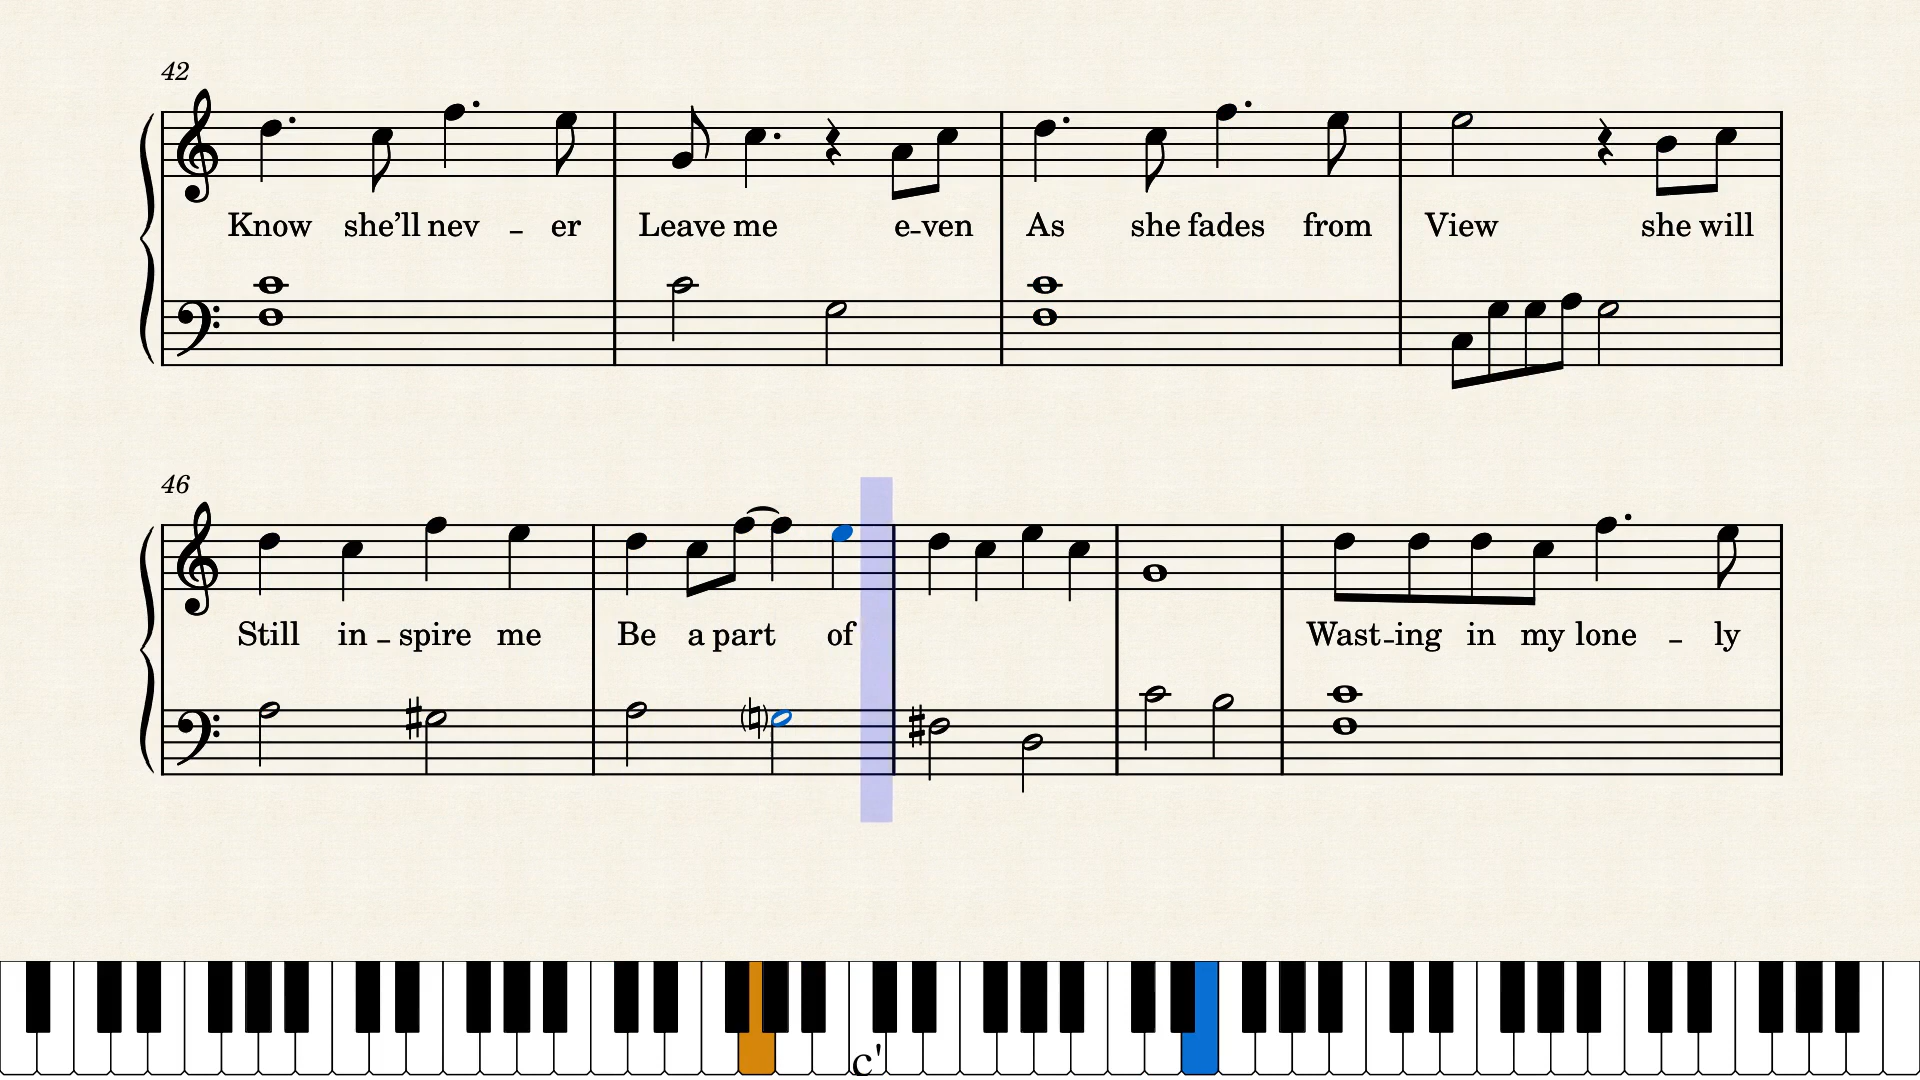 42
Know she’ll nev – er Leave me e-ven As she fades from View she will
46
Still in – spire me Be a part of Wast-ing in my lone – ly
c'